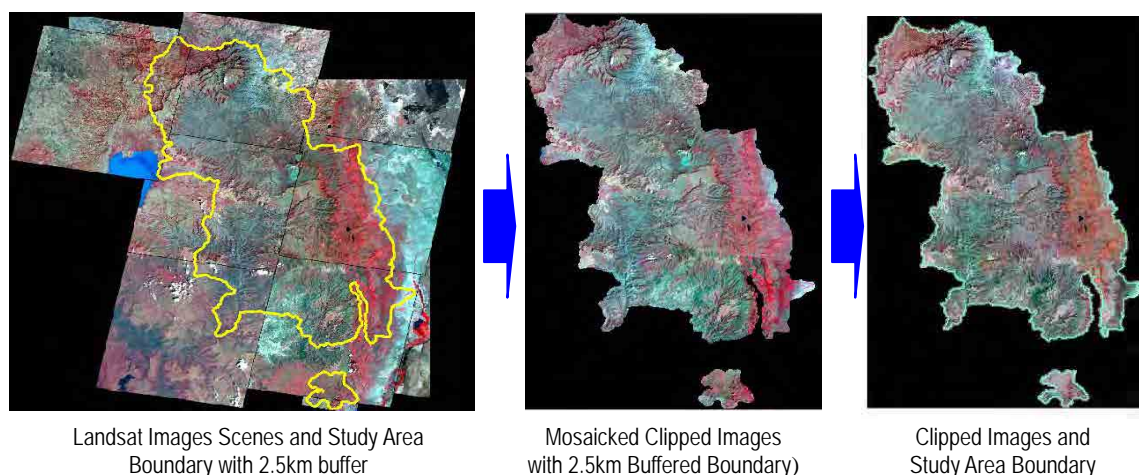 Landsat Images Scenes and Study Area
Boundary with 2.5km buffer
Mosaicked Clipped Images
with 2.5km Buffered Boundary)
Clipped Images and
Study Area Boundary